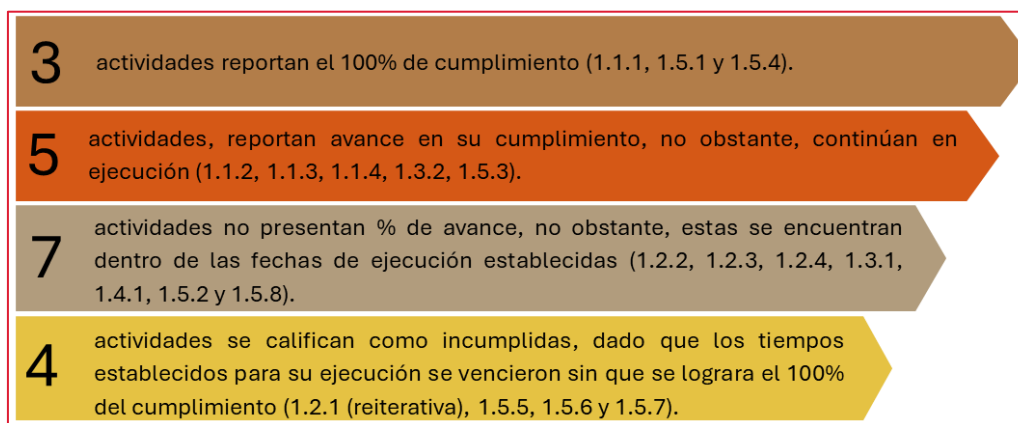 3
actividades reportan el 100% de cumplimiento (1.1.1, 1.5.1 y 1.5.4).
5
actividades, reportan avance en su cumplimiento, no obstante, continúan en
ejecución (1.1.2, 1.1.3, 1.1.4, 1.3.2, 1.5.3).
7
actividades no presentan % de avance, no obstante, estas se encuentran
dentro de las fechas de ejecución establecidas (1.2.2, 1.2.3, 1.2.4, 1.3.1,
1.4.1, 1.5.2 y 1.5.8).
4
actividades se califican como incumplidas, dado que los tiempos
establecidos para su ejecución se vencieron sin que se lograra el 100%
del cumplimiento (1.2.1 (reiterativa), 1.5.5, 1.5.6 y 1.5.7).